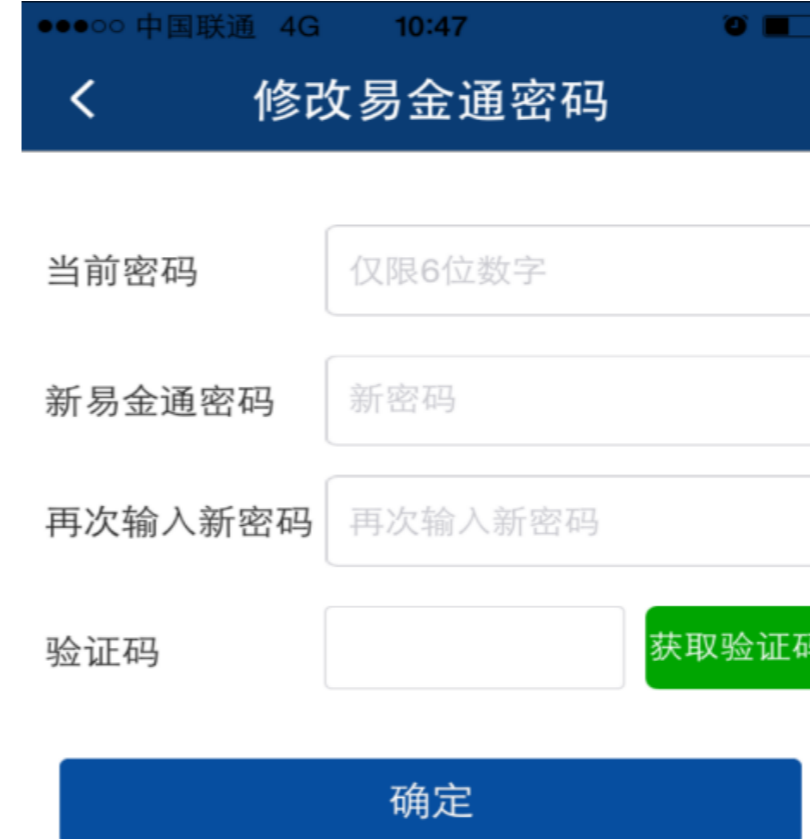 中国联通 4G 10:47
修改易金通密码
当前密码 仅限6位数字
新易金通密码 新密码
再次输入新密码 再次输入新密码
验证码 获取验证码
确定